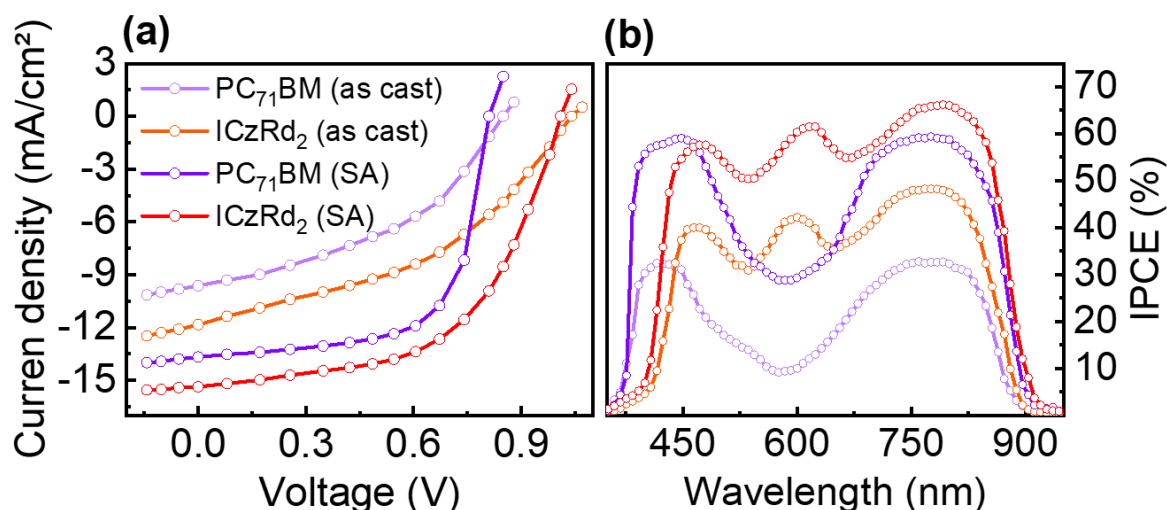 (a)
Curren density (mA/cm²)
3
0
-3
-6
-9
-12
-15
PC₇₁BM (as cast)
ICzRd₂ (as cast)
PC₇₁BM (SA)
ICzRd₂ (SA)
0.0 0.3 0.6 0.9
Voltage (V)
(b)
70
60
50
40
30
20
10
IPCE (%)
450 600 750 900
Wavelength (nm)